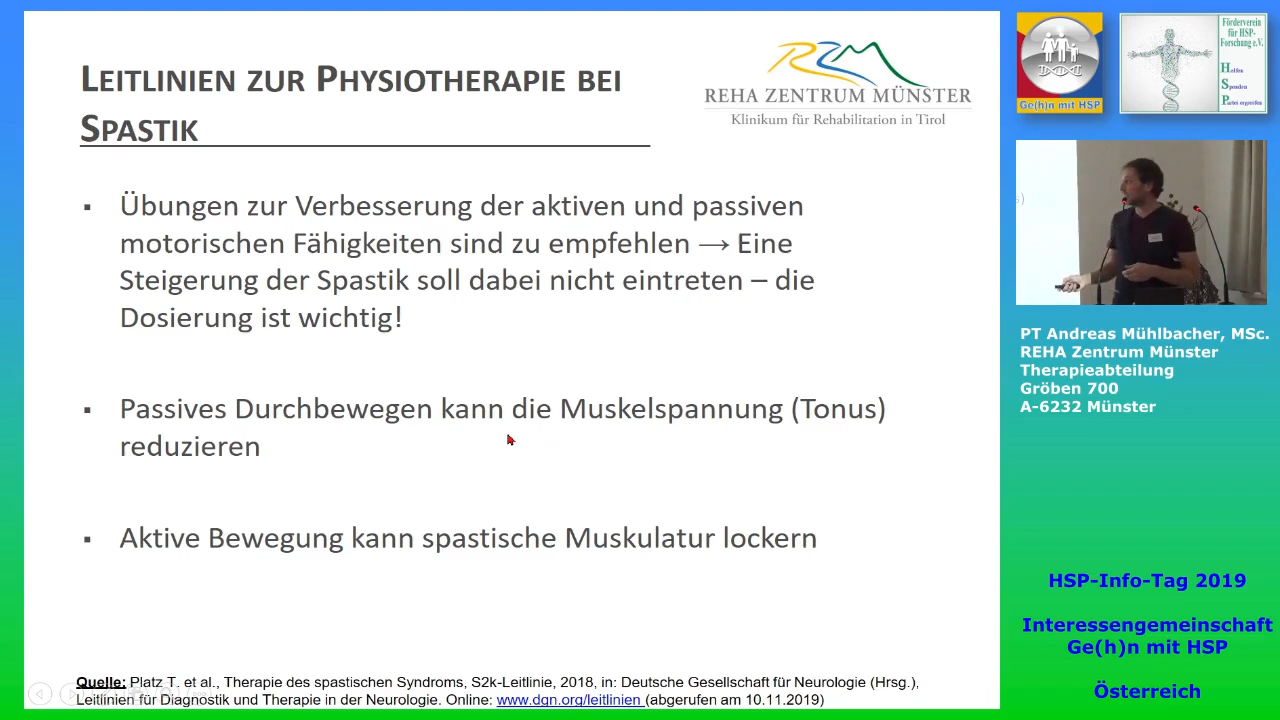 LEITLINIEN ZUR PHYSIOTHERAPIE BEI
SPASTIK
REHA ZENTRUM MÜNSTER
Klinikum für Rehabilitation in Tirol
▪ Übungen zur Verbesserung der aktiven und passiven
motorischen Fähigkeiten sind zu empfehlen → Eine
Steigerung der Spastik soll dabei nicht eintreten – die
Dosierung ist wichtig!
▪ Passives Durchbewegen kann die Muskelspannung (Tonus)
reduzieren
▪ Aktive Bewegung kann spastische Muskulatur lockern
Quelle: Platz T. et al., Therapie des spastischen Syndroms, S2k-Leitlinie, 2018, in: Deutsche Gesellschaft für Neurologie (Hrsg.),
Leitlinien für Diagnostik und Therapie in der Neurologie. Online: www.dgn.org/leitlinien (abgerufen am 10.11.2019)
Ge(h)n mit HSP
Förderverein
für HSP-
Forschung e.V.
Helfen
Spenden
Partei ergreifen
PT Andreas Mühlbacher, MSc.
REHA Zentrum Münster
Therapieabteilung
Gröben 700
A-6232 Münster
HSP-Info-Tag 2019
Interessengemeinschaft
Ge(h)n mit HSP
Österreich